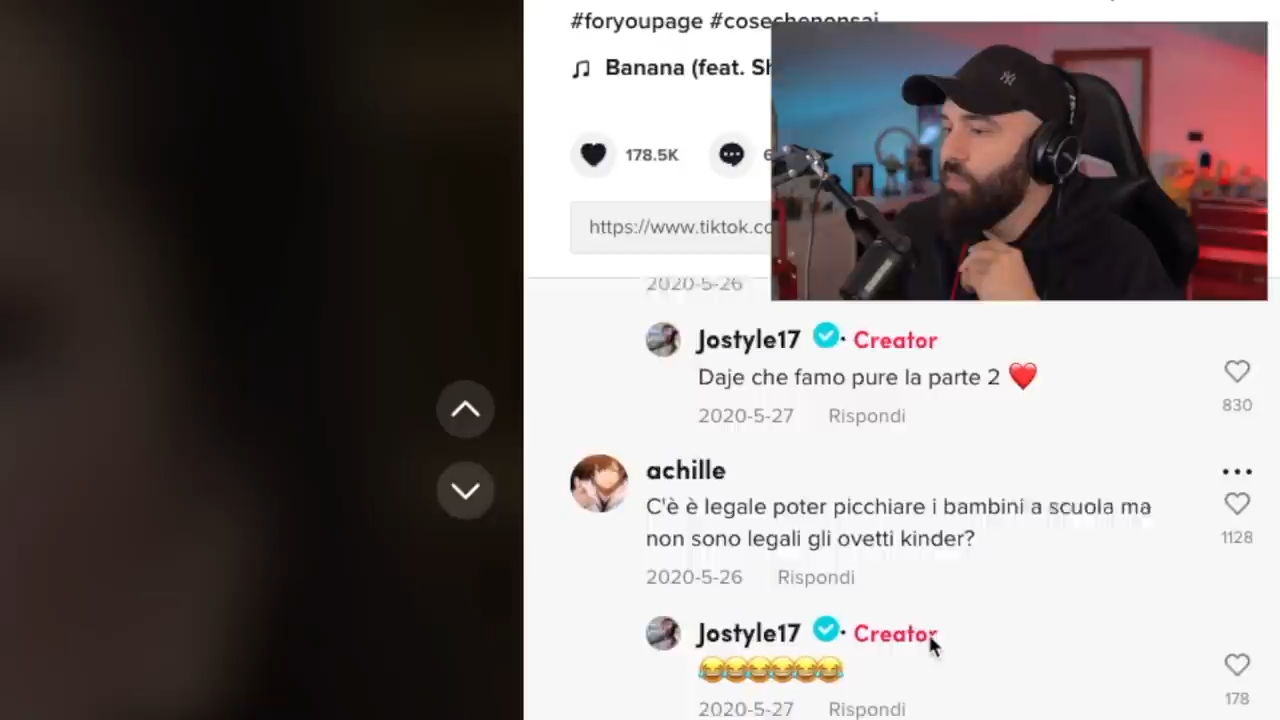 #foryoupage #cosechenonsai
Banana (feat. Sh
178.5K
6
https://www.tiktok.co
2020-5-26
Jostyle17 · Creator
Daje che famo pure la parte 2 ❤️
2020-5-27 Rispondi
830
achille
C'è è legale poter picchiare i bambini a scuola ma
non sono legali gli ovetti kinder?
1128
2020-5-26 Rispondi
Jostyle17 · Creator
😂😂😂😂😂😂
2020-5-27 Rispondi
178